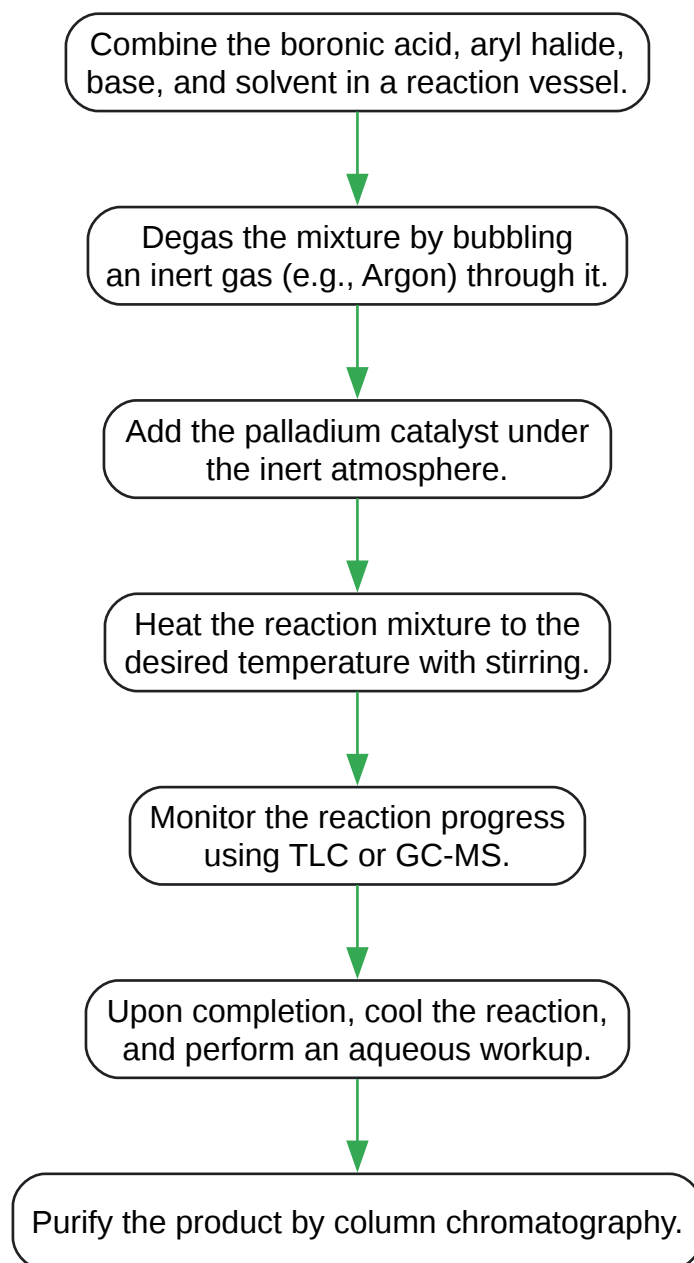 Combine the boronic acid, aryl halide,
base, and solvent in a reaction vessel.
Degas the mixture by bubbling
an inert gas (e.g., Argon) through it.
Add the palladium catalyst under
the inert atmosphere.
Heat the reaction mixture to the
desired temperature with stirring.
Monitor the reaction progress
using TLC or GC-MS.
Upon completion, cool the reaction,
and perform an aqueous workup.
Purify the product by column chromatography.